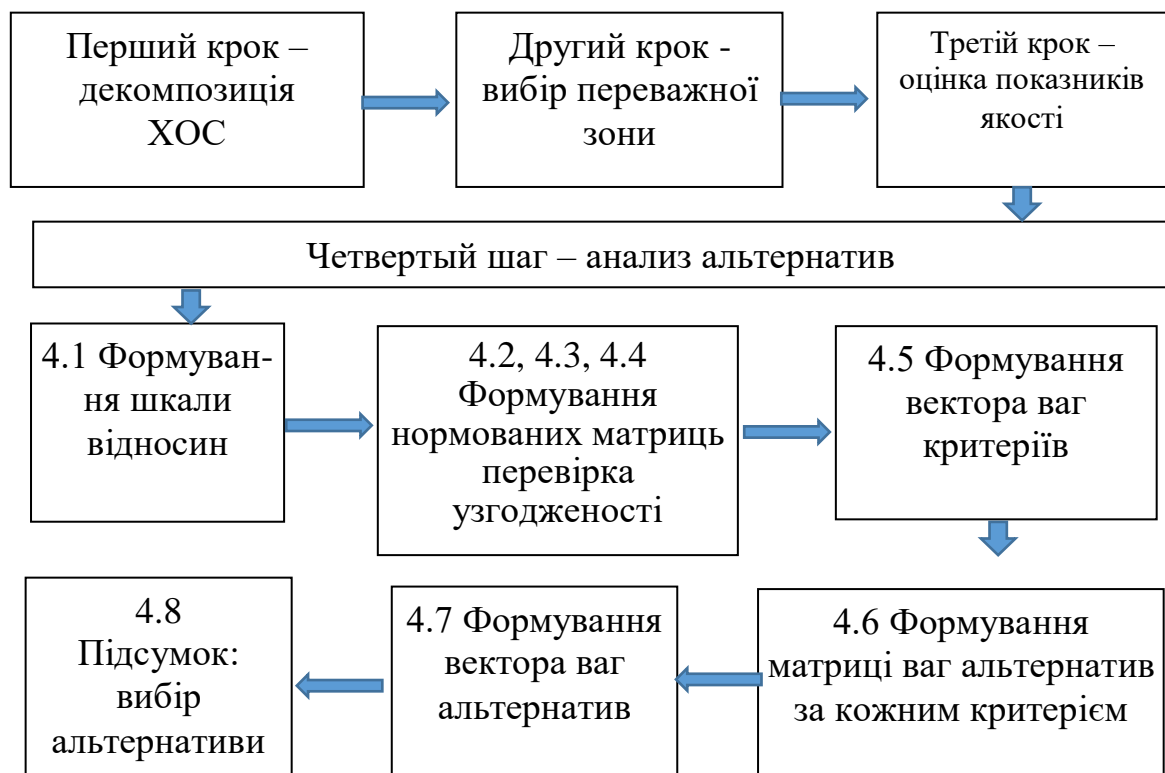 Перший крок –
декомпозиція
ХОС
Другий крок -
вибір переважної
зони
Третій крок –
оцінка показників
якості
Четвертый шаг – анализ альтернатив
4.1 Формуван-
ня шкали
відносин
4.2, 4.3, 4.4
Формування
нормованих матриць
перевірка
узгодженості
4.5 Формування
вектора ваг
критеріїв
4.8
Підсумок:
вибір
альтернативи
4.7 Формування
вектора ваг
альтернатив
4.6 Формування
матриці ваг альтернатив
за кожним критерієм